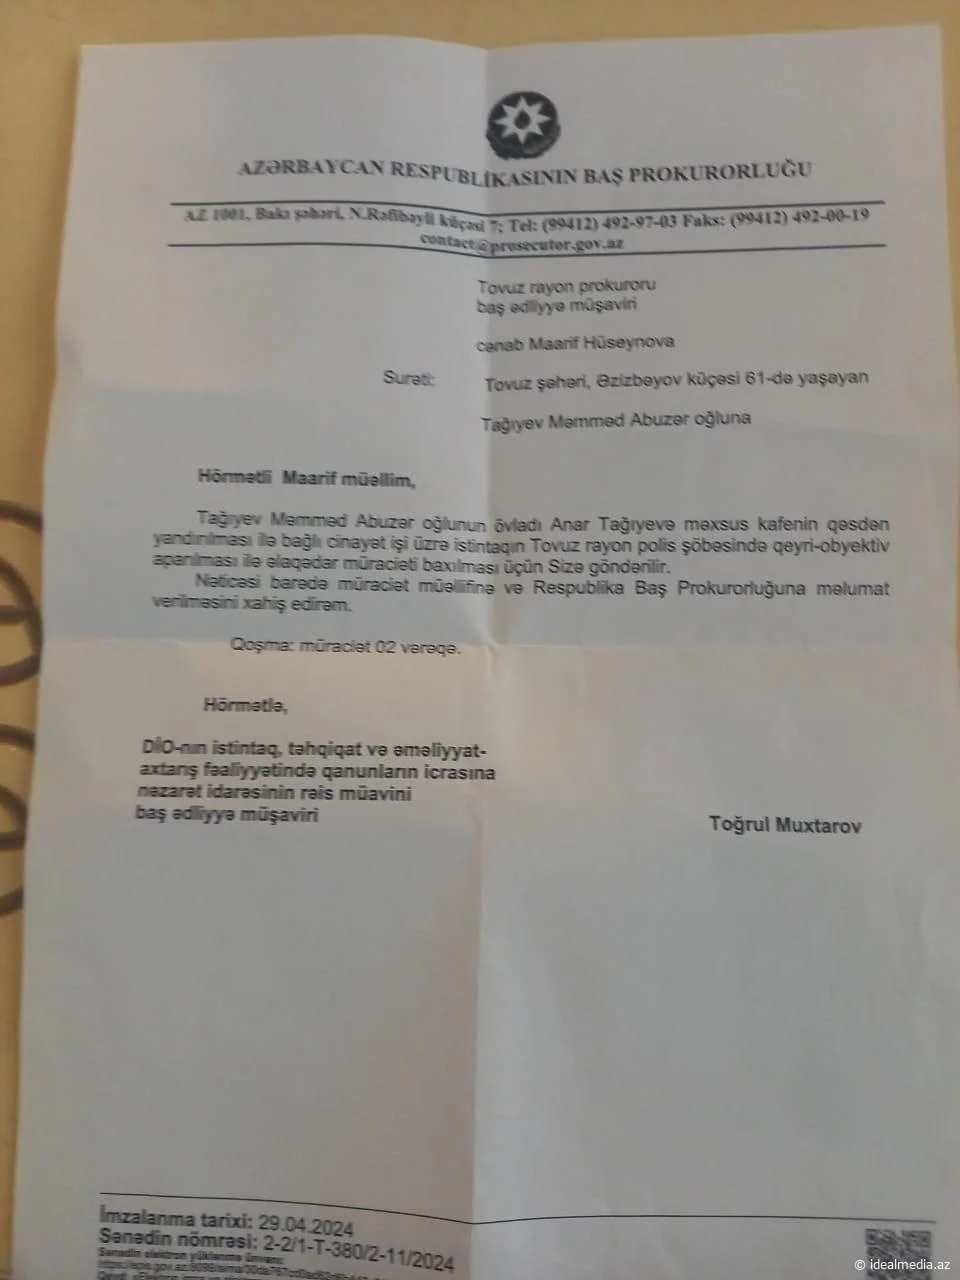 AZƏRBAYCAN RESPUBLİKASININ BAŞ PROKURORLUĞU
AZ 1001, Bakı şəhəri, N.Rəfibəyli küçəsi 7; Tel: (99412) 492-97-03 Faks: (99412) 492-00-19
contact@prosecutor.gov.az
Tovuz rayon prokuroru
baş ədliyyə müşaviri
cənab Maarif Hüseynova
Surəti: Tovuz şəhəri, Əzizbəyov küçəsi 61-də yaşayan
Tağıyev Məmməd Abuzər oğluna
Hörmətli Maarif müəllim,
Tağıyev Məmməd Abuzər oğlunun övladı Anar Tağıyevə məxsus kafenin qəsdən
yandırılması ilə bağlı cinayət işi üzrə istintaqın Tovuz rayon polis şöbəsində qeyri-obyektiv
aparılması ilə əlaqədar müraciəti baxılması üçün Sizə göndərilir.
Nəticəsi barədə müraciət müəllifinə və Respublika Baş Prokurorluğuna məlumat
verilməsini xahiş edirəm.
Qoşma: müraciət 02 vərəqə.
Hörmətlə,
DİO-nın istintaq, təhqiqat və əməliyyat-
axtarış fəaliyyətində qanunların icrasına
nəzarət idarəsinin rəis müavini
baş ədliyyə müşaviri
Toğrul Muxtarov
İmzalanma tarixi: 29.04.2024
Sənədin nömrəsi: 2-2/1-T-380/2-11/2024
Sənədin elektron yüklənmə ünvanı:
© idealmedia.az